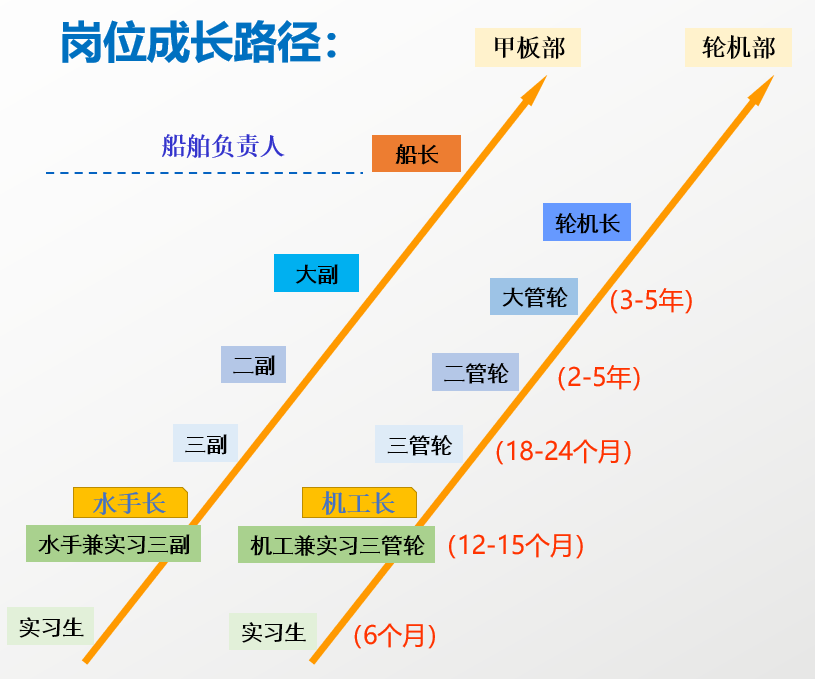 岗位成长路径：
甲板部
轮机部
船舶负责人
船长
轮机长
大副
大管轮
(3-5年)
二副
二管轮
(2-5年)
三副
三管轮
(18-24个月)
水手长
机工长
水手兼实习三副
机工兼实习三管轮
(12-15个月)
实习生
实习生
(6个月)